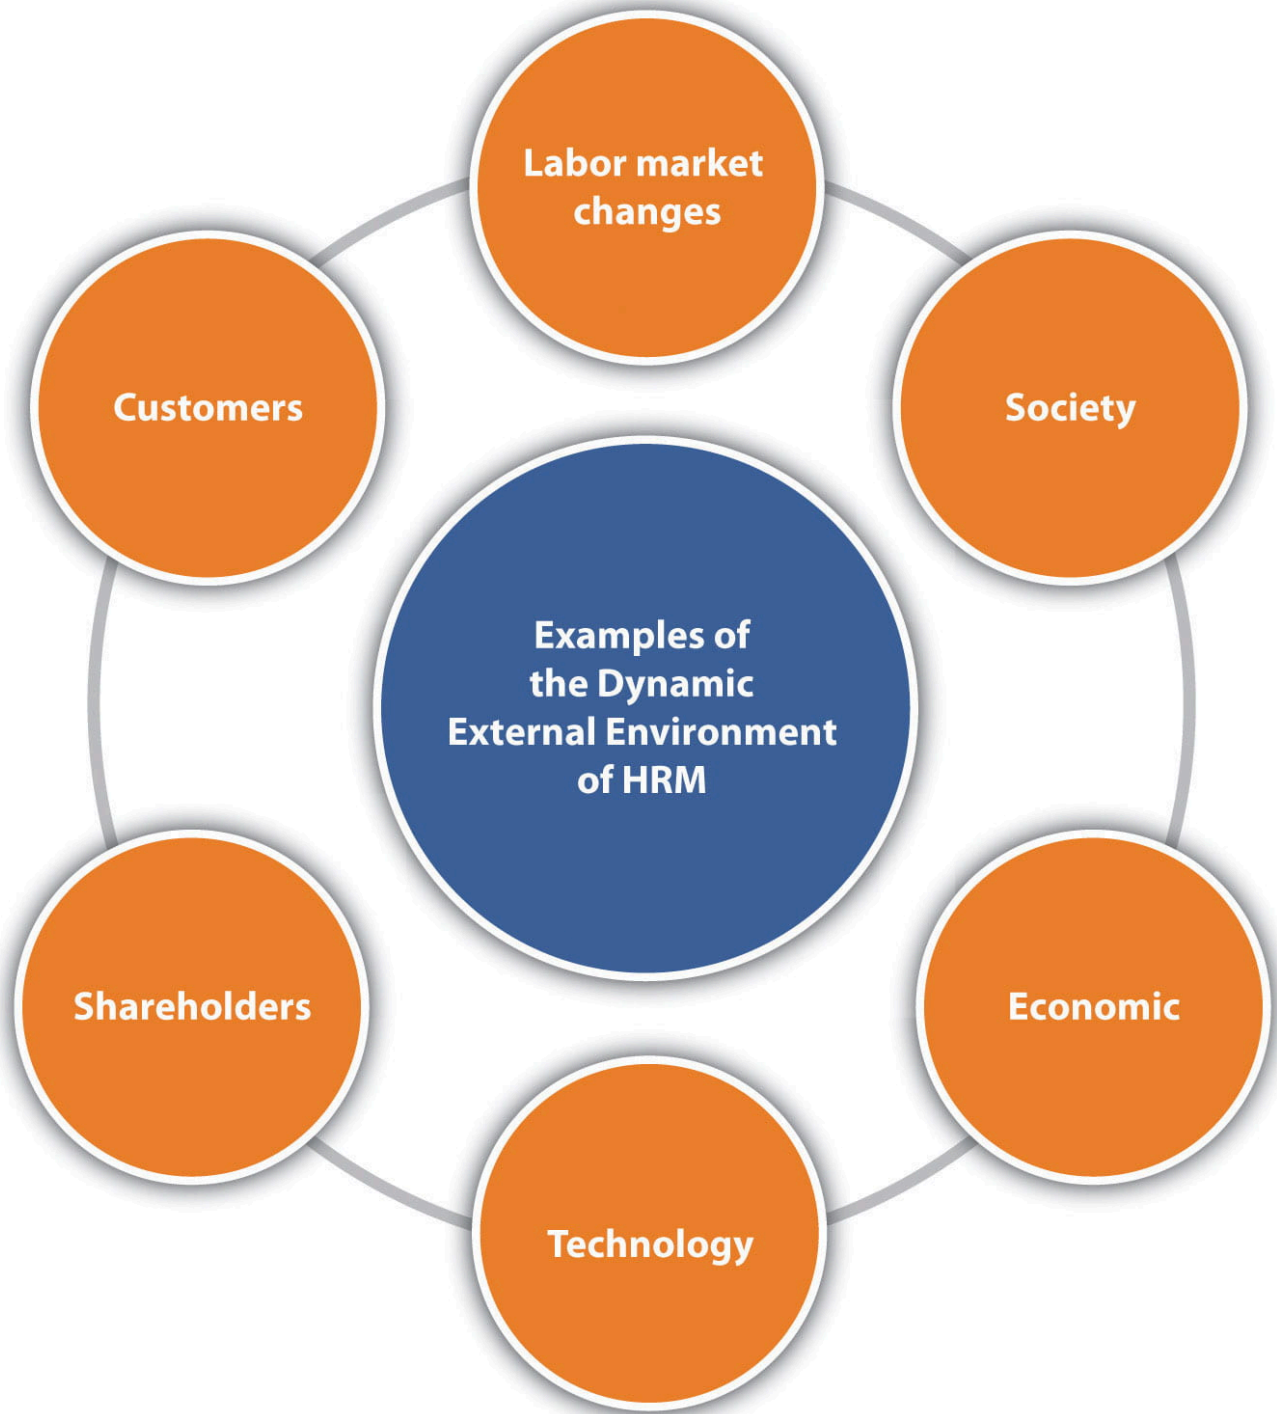 Labor market
changes
Customers
Society
Examples of
the Dynamic
External Environment
of HRM
Shareholders
Economic
Technology